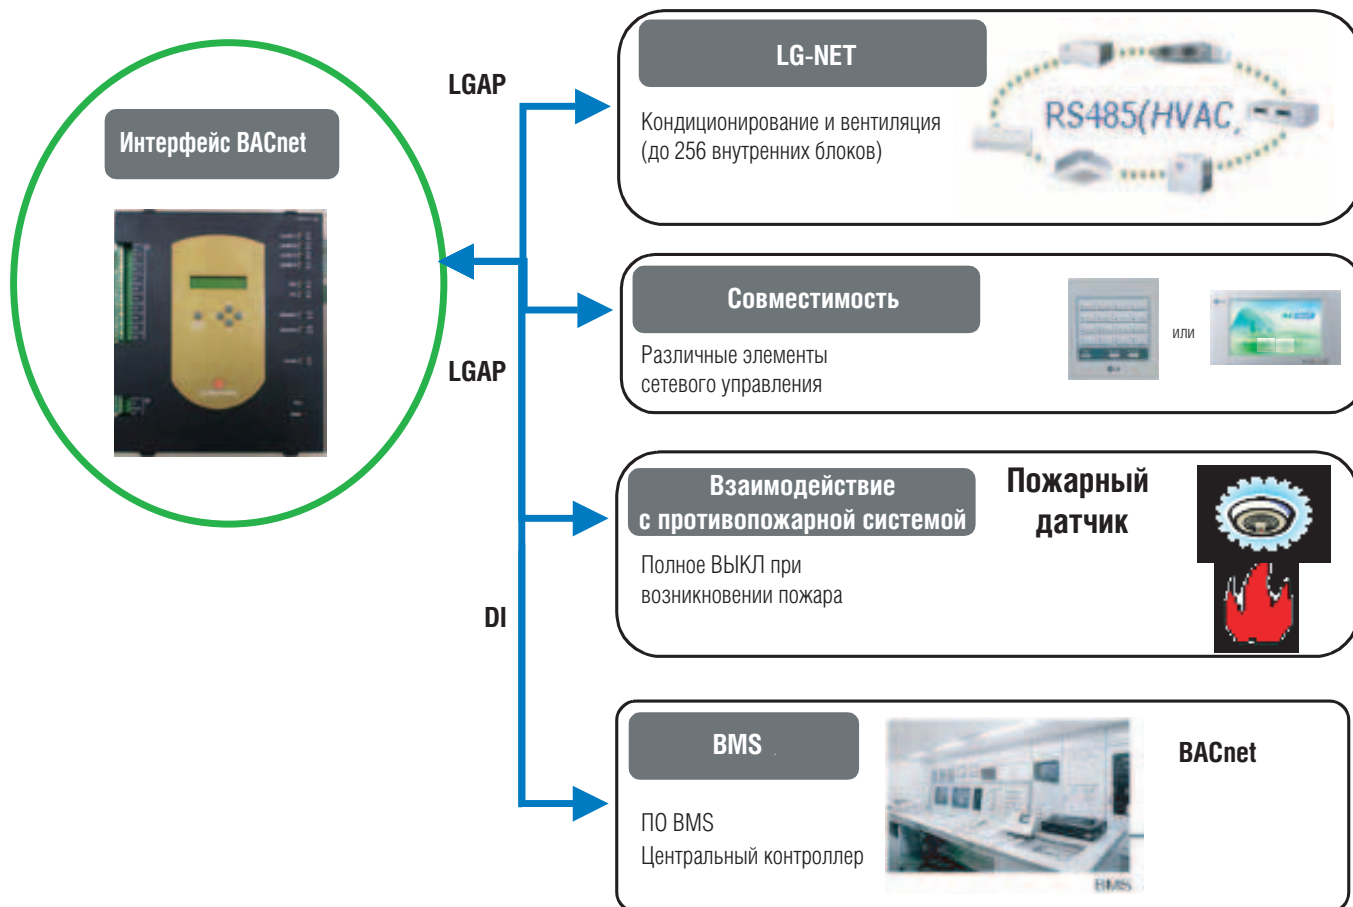 Интерфейс BACnet
LGAP
LGAP
DI
LG-NET
Кондиционирование и вентиляция
(до 256 внутренних блоков)
RS485(HVAC,
Совместимость
Различные элементы
сетевого управления
или
LG
Взаимодействие
с противопожарной системой
Полное ВЫКЛ при
возникновении пожара
Пожарный
датчик
BMS
ПО BMS
Центральный контроллер
BACnet
BMS